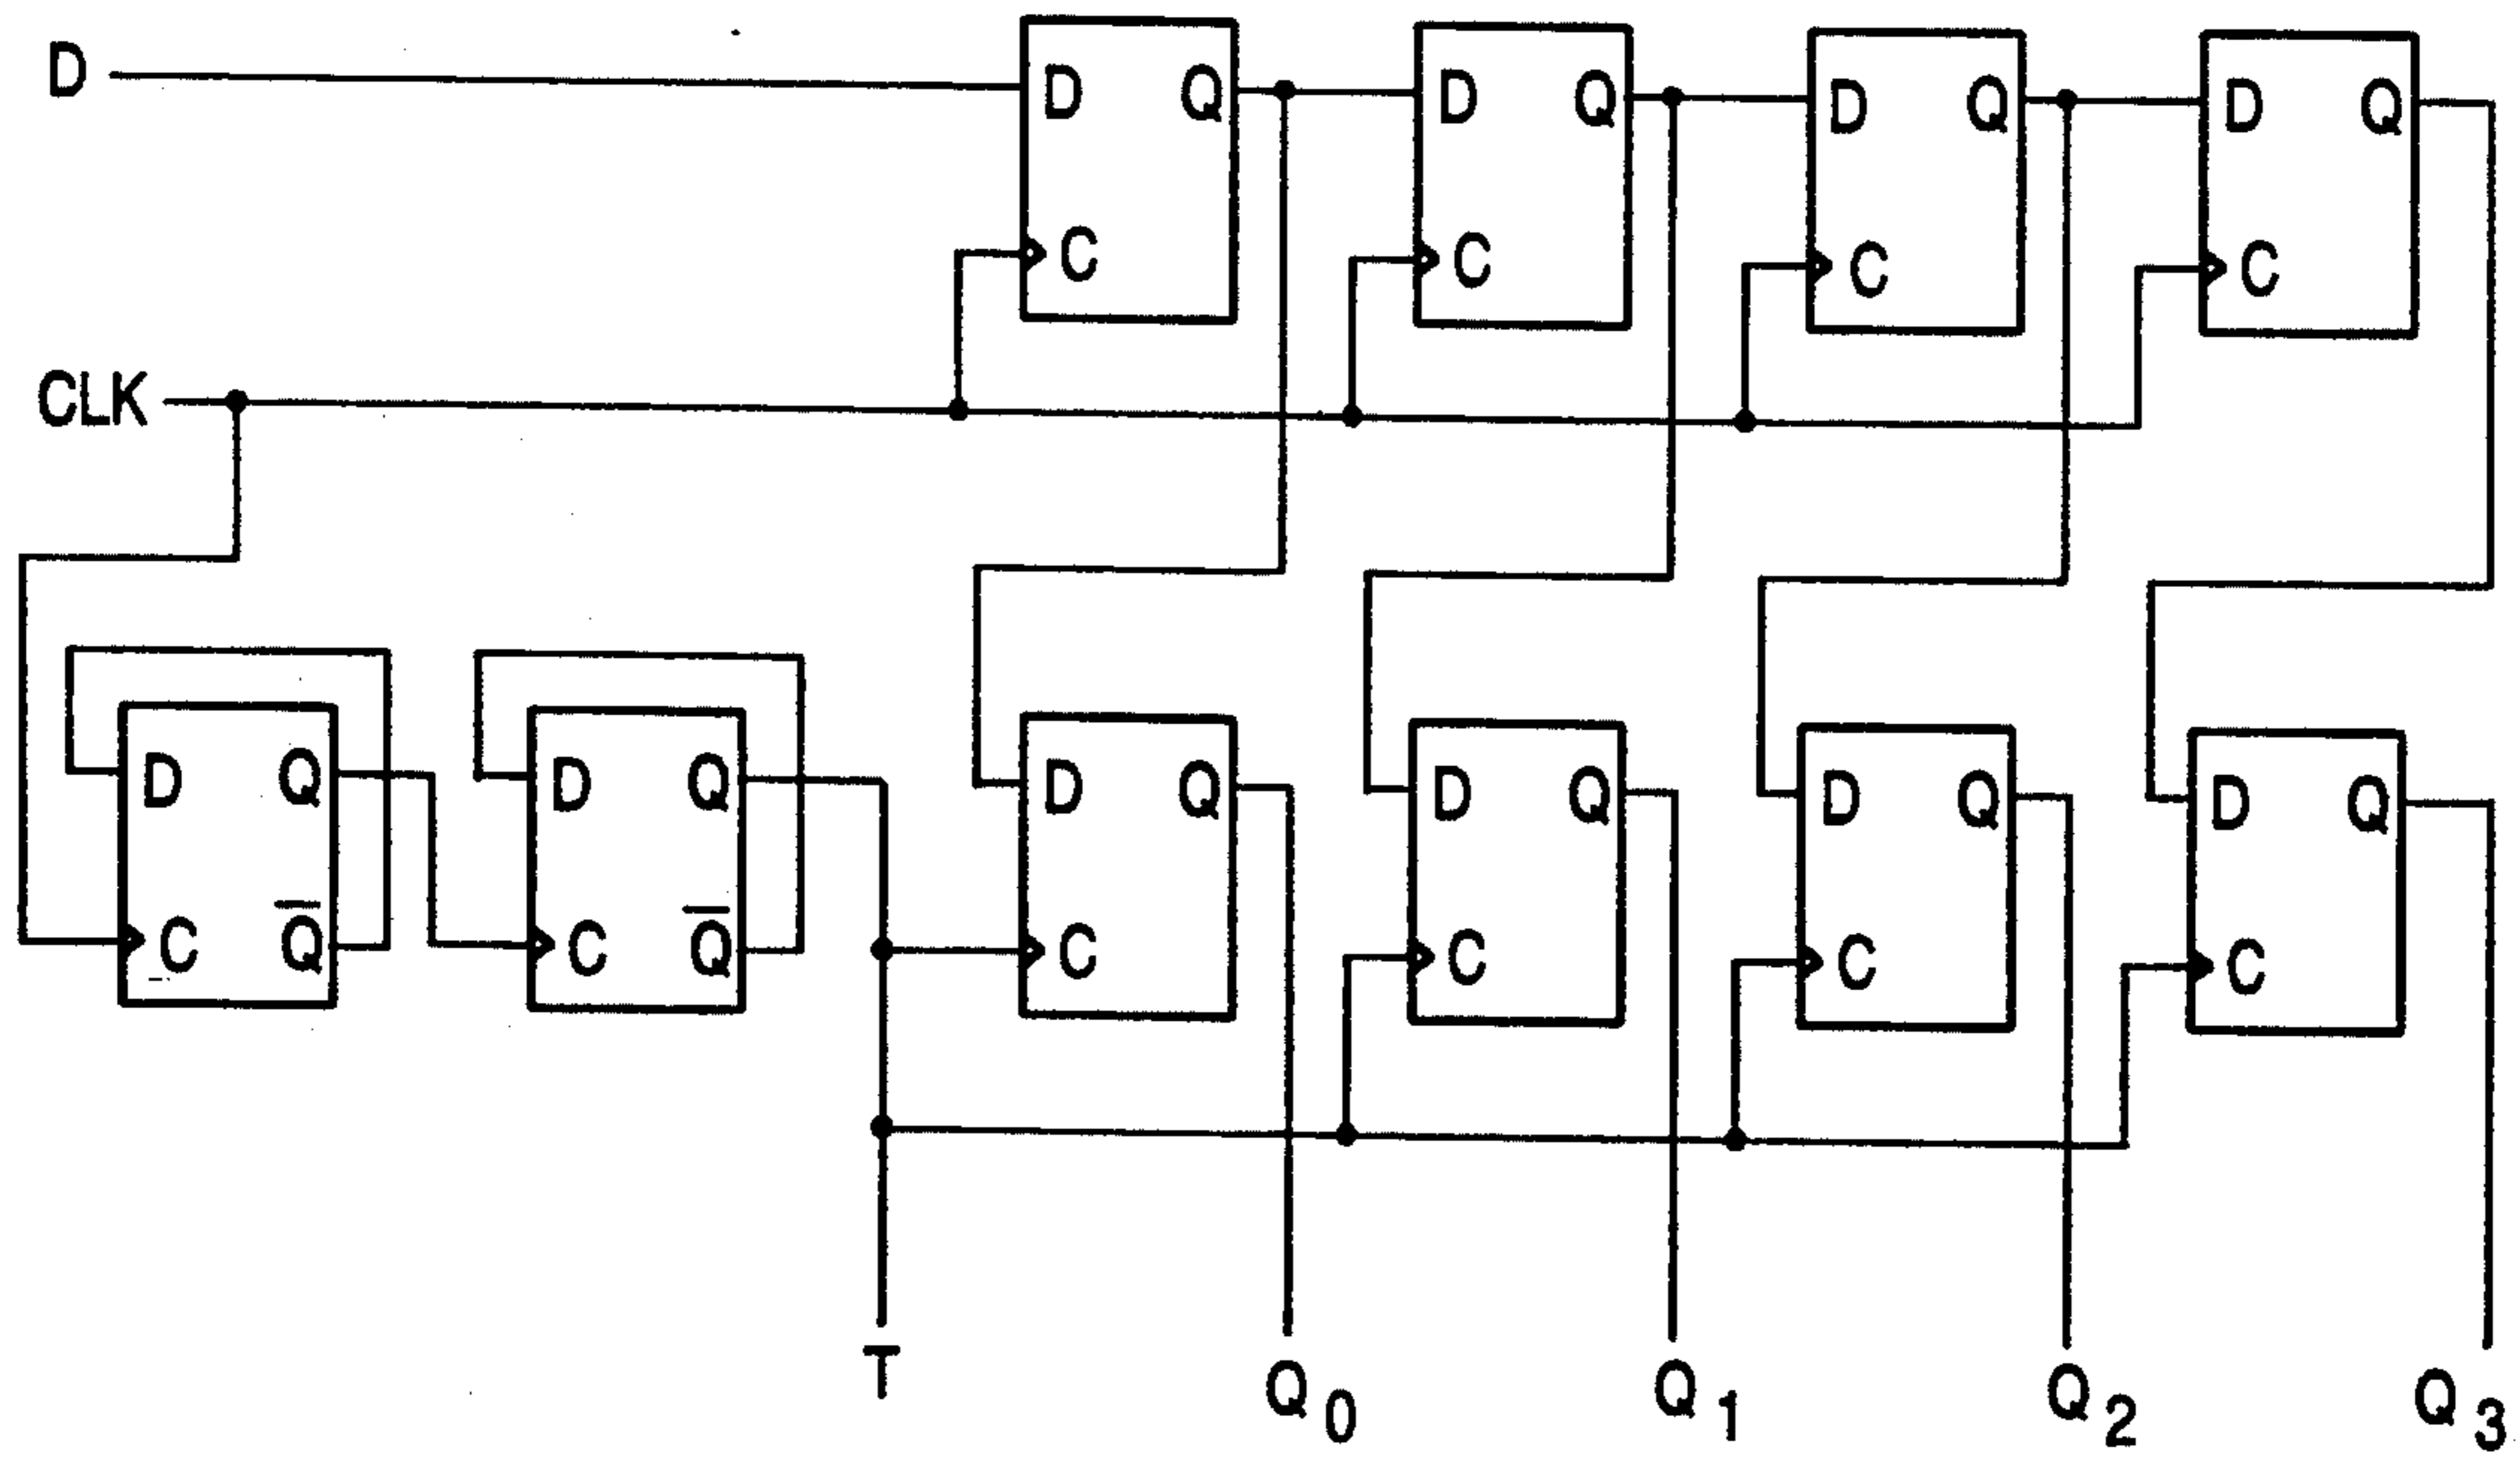 D
D Q D Q D Q D Q
C C C C
CLK
D Q D Q D Q D Q D Q D Q
C Q̅ C Q̅ C C C C
T Q0 Q1 Q2 Q3